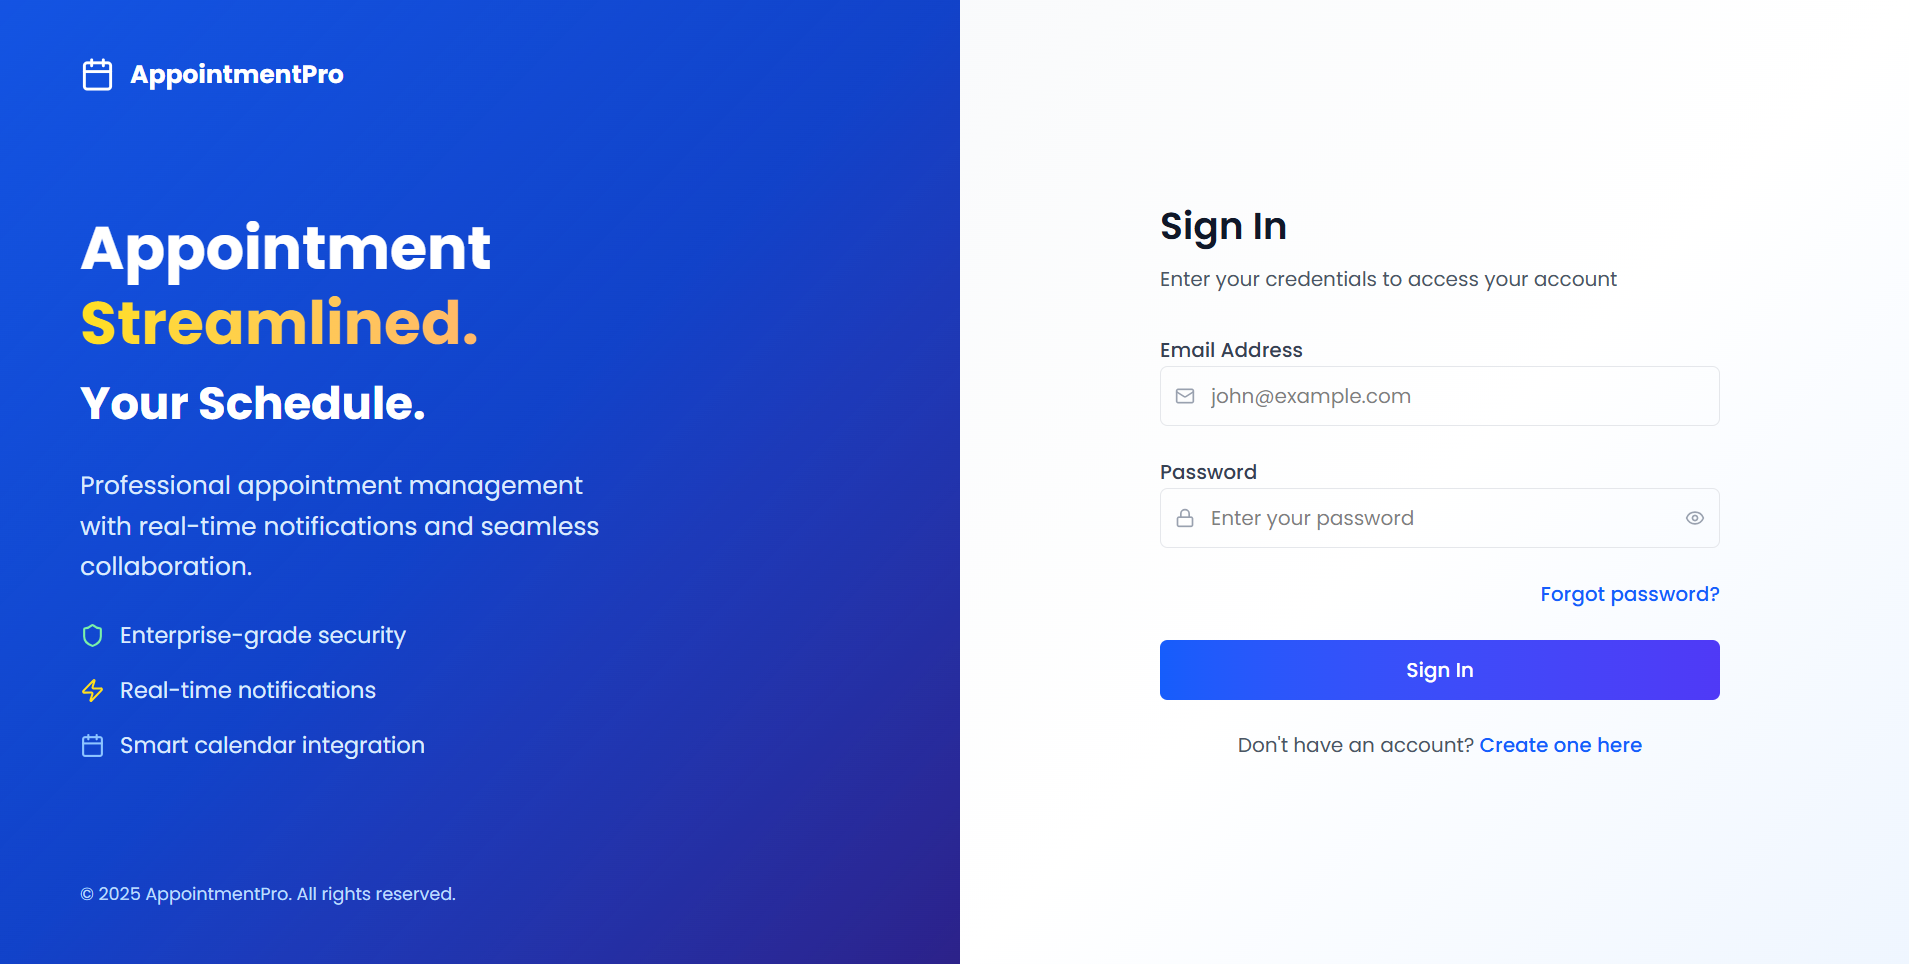 AppointmentPro
Appointment
Streamlined.
Your Schedule.
Professional appointment management
with real-time notifications and seamless
collaboration.
Enterprise-grade security
Real-time notifications
Smart calendar integration
© 2025 AppointmentPro. All rights reserved.
Sign In
Enter your credentials to access your account
Email Address
john@example.com
Password
Enter your password
Forgot password?
Sign In
Don't have an account? Create one here